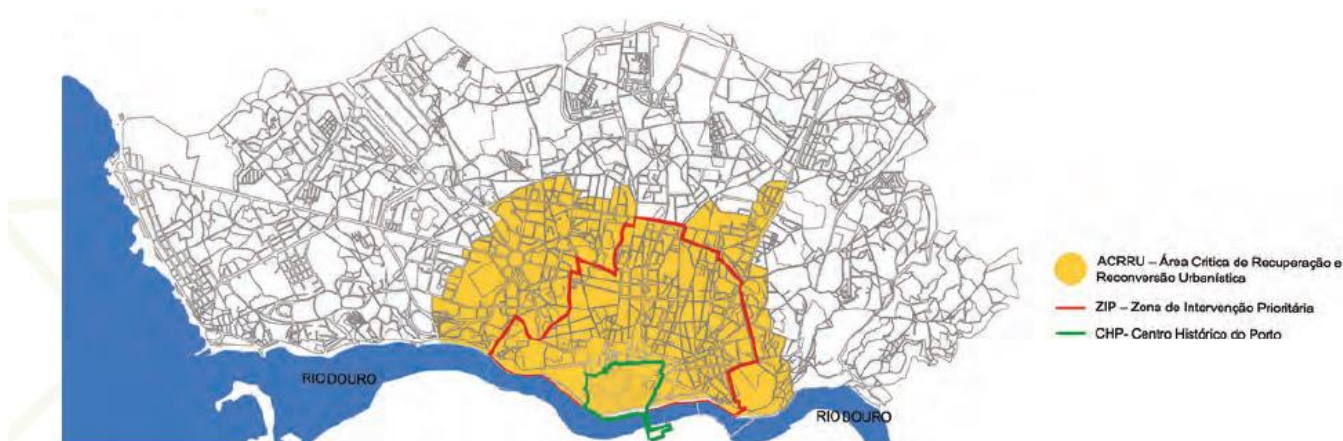 RIO DOURO
RIO DOURO
ACRRU – Área Crítica de Recuperação e
Reconversão Urbanística
ZIP – Zona de Intervenção Prioritária
CHP- Centro Histórico do Porto